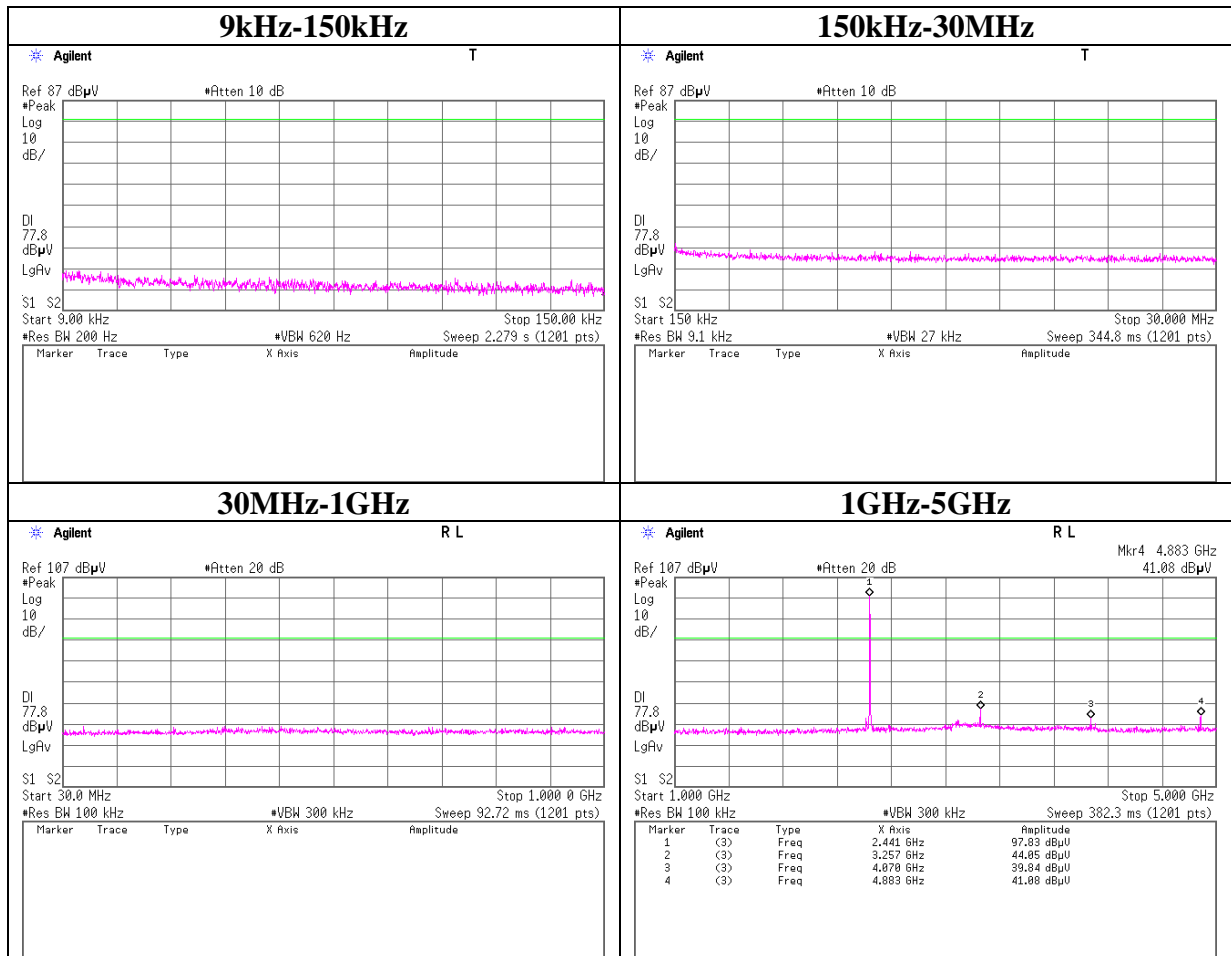 9kHz-150kHz
Agilent T
Ref 87 dBµV #Atten 10 dB
#Peak
Log
10
dB/
DI
77.8
dBµV
LgAv
S1 S2
Start 9.00 kHz Stop 150.00 kHz
#Res BW 200 Hz #VBW 620 Hz Sweep 2.279 s (1201 pts)
Marker Trace Type X Axis Amplitude
150kHz-30MHz
Agilent T
Ref 87 dBµV #Atten 10 dB
#Peak
Log
10
dB/
DI
77.8
dBµV
LgAv
S1 S2
Start 150 kHz Stop 30.000 MHz
#Res BW 9.1 kHz #VBW 27 kHz Sweep 344.8 ms (1201 pts)
Marker Trace Type X Axis Amplitude
30MHz-1GHz
Agilent R L
Ref 107 dBµV #Atten 20 dB
#Peak
Log
10
dB/
DI
77.8
dBµV
LgAv
S1 S2
Start 30.0 MHz Stop 1.000 0 GHz
#Res BW 100 kHz #VBW 300 kHz Sweep 92.72 ms (1201 pts)
Marker Trace Type X Axis Amplitude
1GHz-5GHz
Agilent R L
Mkr4 4.883 GHz
Ref 107 dBµV #Atten 20 dB 41.08 dBµV
#Peak
Log
10
dB/
1
2
3
4
DI
77.8
dBµV
LgAv
S1 S2
Start 1.000 GHz Stop 5.000 GHz
#Res BW 100 kHz #VBW 300 kHz Sweep 382.3 ms (1201 pts)
Marker Trace Type X Axis Amplitude
1 (3) Freq 2.441 GHz 97.83 dBµV
2 (3) Freq 3.257 GHz 44.05 dBµV
3 (3) Freq 4.070 GHz 39.84 dBµV
4 (3) Freq 4.883 GHz 41.08 dBµV